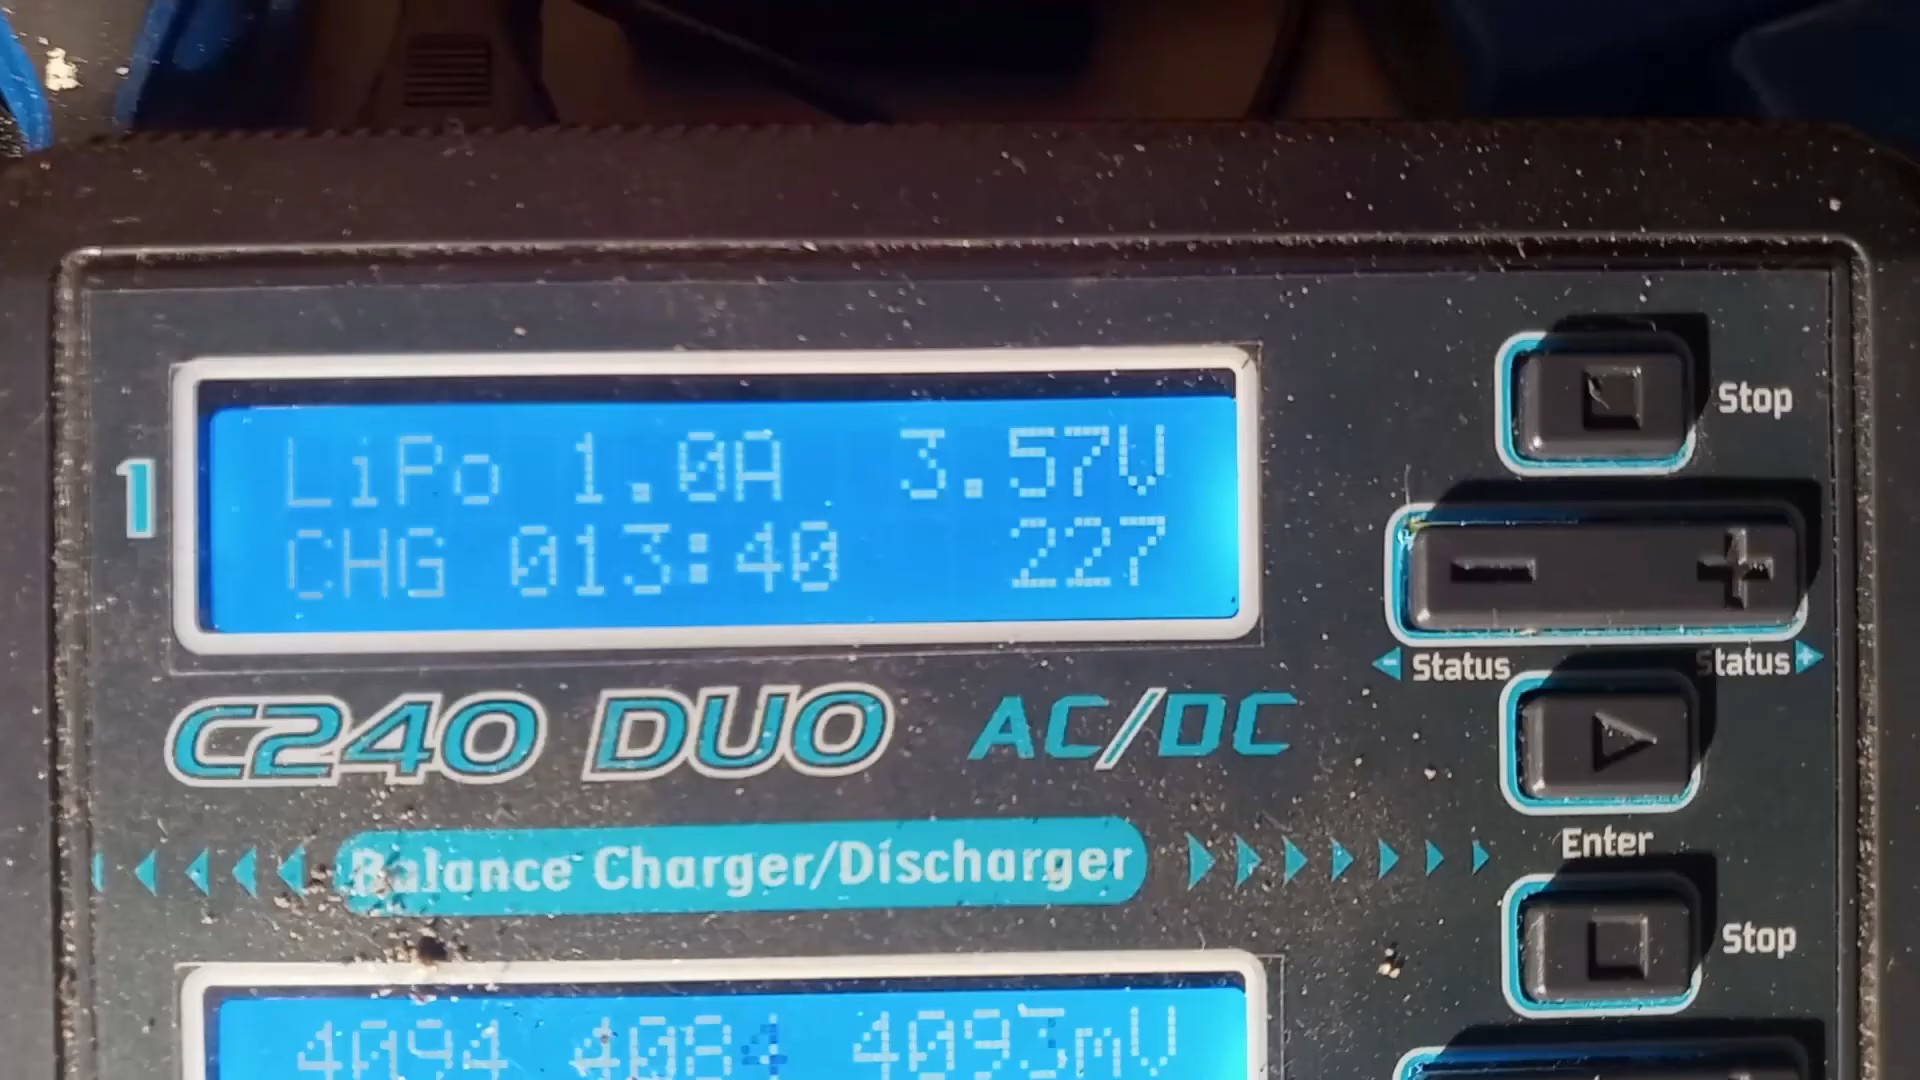 1
LiPo 1.0A 3.57V
CHG 013:40 227
Stop
- +
Status Status
C240 DUO AC/DC
Enter
Balance Charger/Discharger
Stop
4094 4084 4093mV